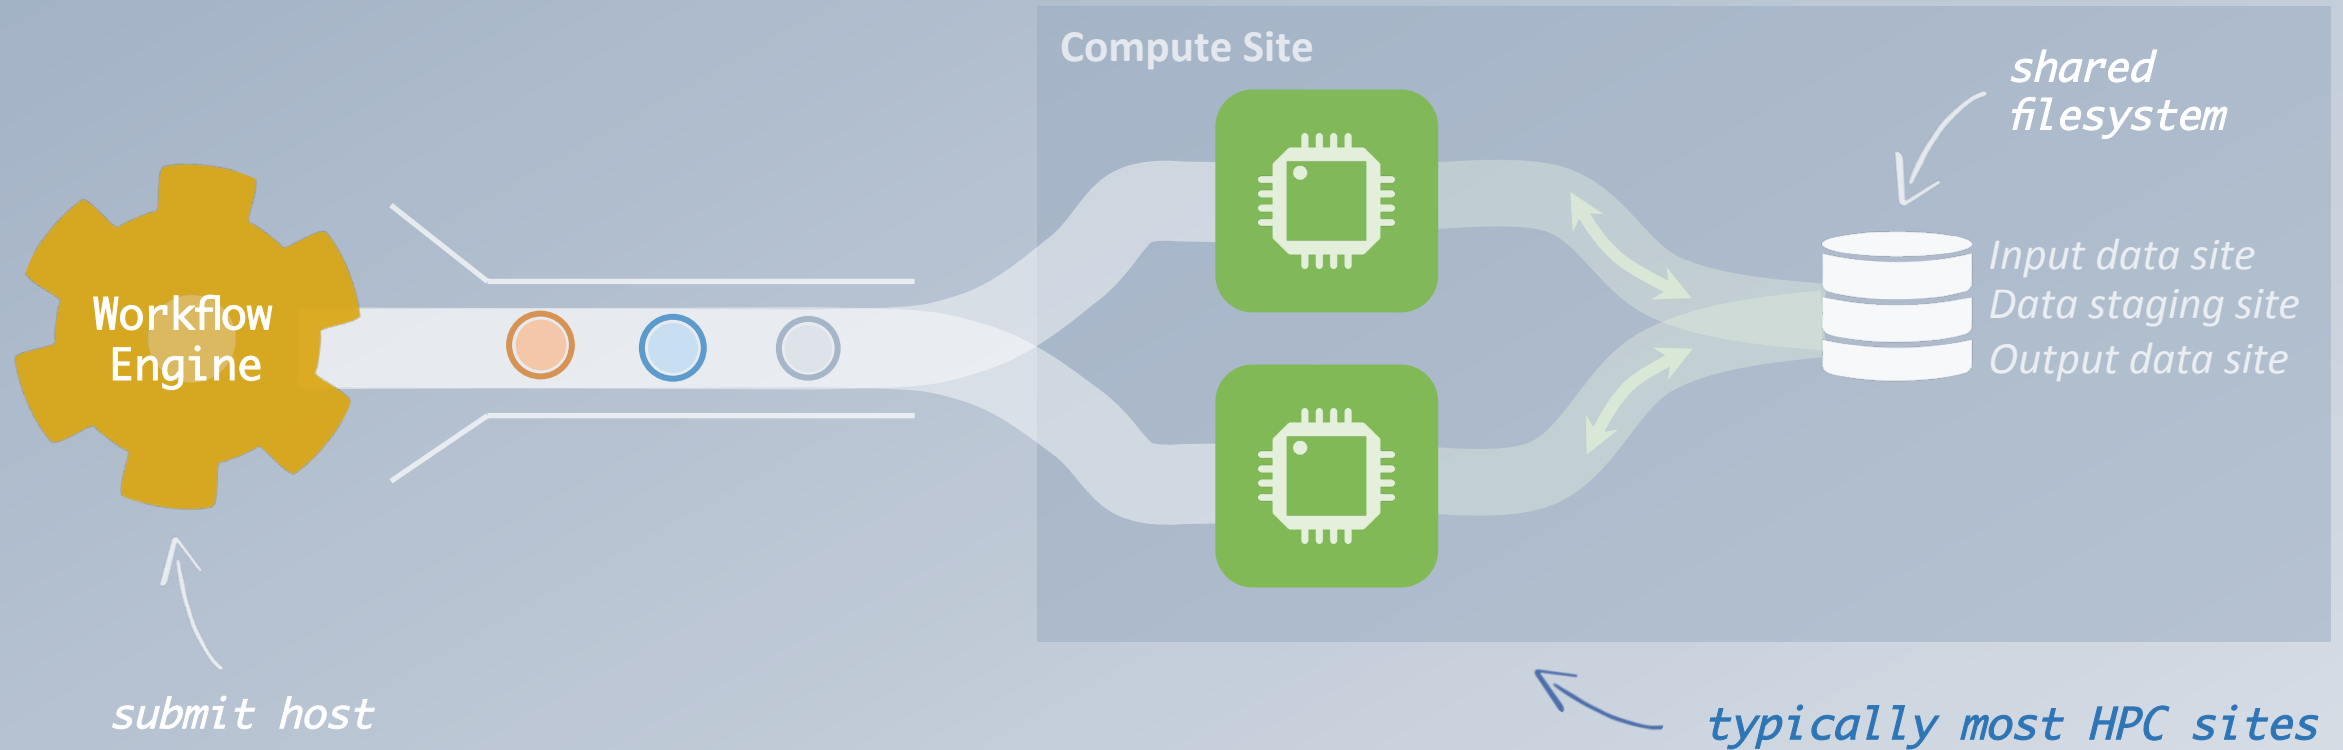 Compute Site
shared
filesystem
Workflow
Engine
Input data site
Data staging site
Output data site
submit host
typically most HPC sites